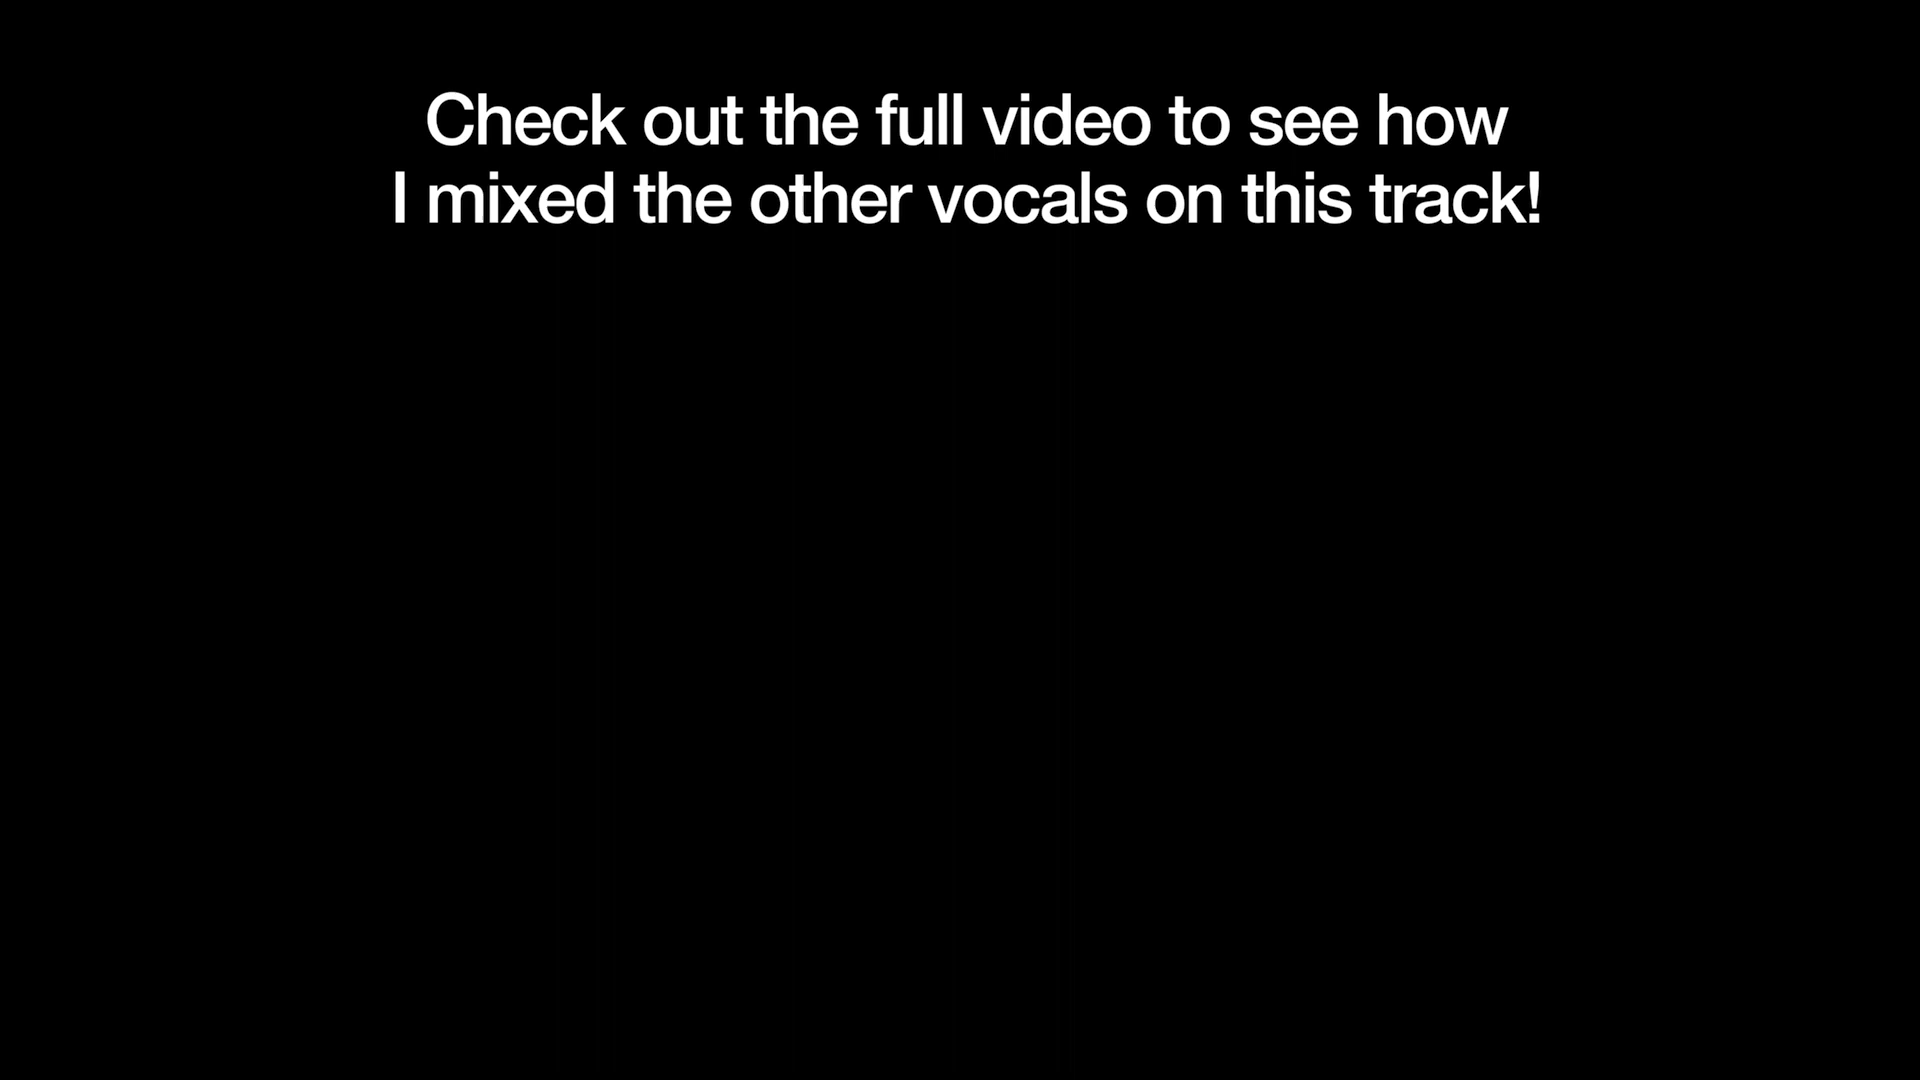 Check out the full video to see how
I mixed the other vocals on this track!